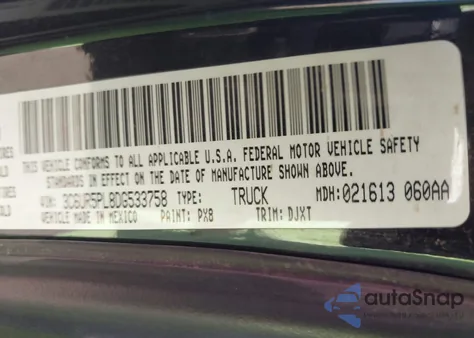 THIS VEHICLE CONFORMS TO ALL APPLICABLE U.S.A. FEDERAL MOTOR VEHICLE SAFETY
STANDARDS IN EFFECT ON THE DATE OF MANUFACTURE SHOWN ABOVE.
VIN: 3C6UR5PL8DG533758 TYPE: TRUCK MDH:021613 060AA
VEHICLE MADE IN MEXICO PAINT: PX8 TRIM: DJXT
autoSnap